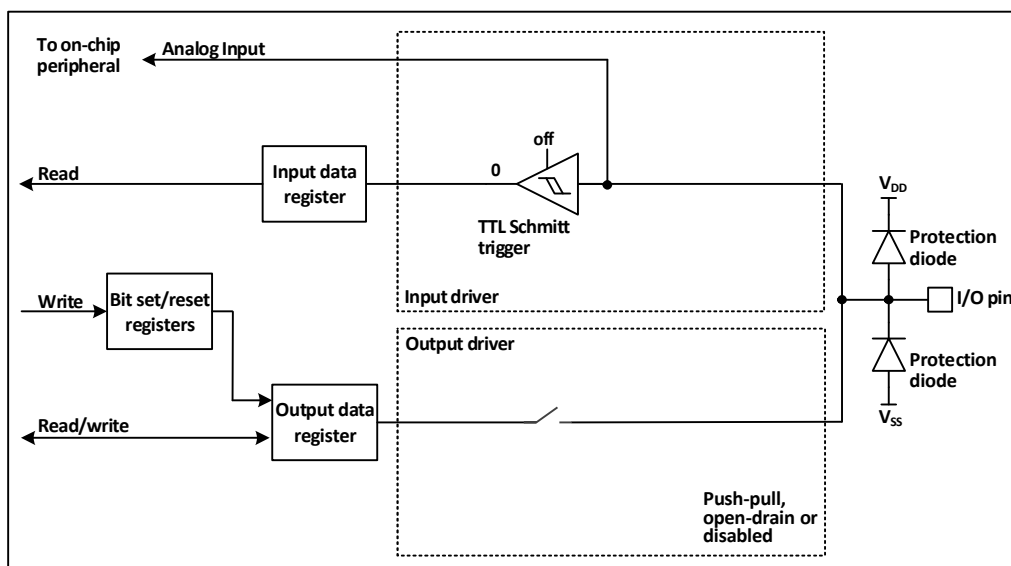 To on-chip
peripheral
Analog Input
off
Read
Input data
register
0
TTL Schmitt
trigger
VDD
Protection
diode
Input driver
I/O pin
Write
Bit set/reset
registers
Output driver
Protection
diode
VSS
Read/write
Output data
register
Push-pull,
open-drain or
disabled